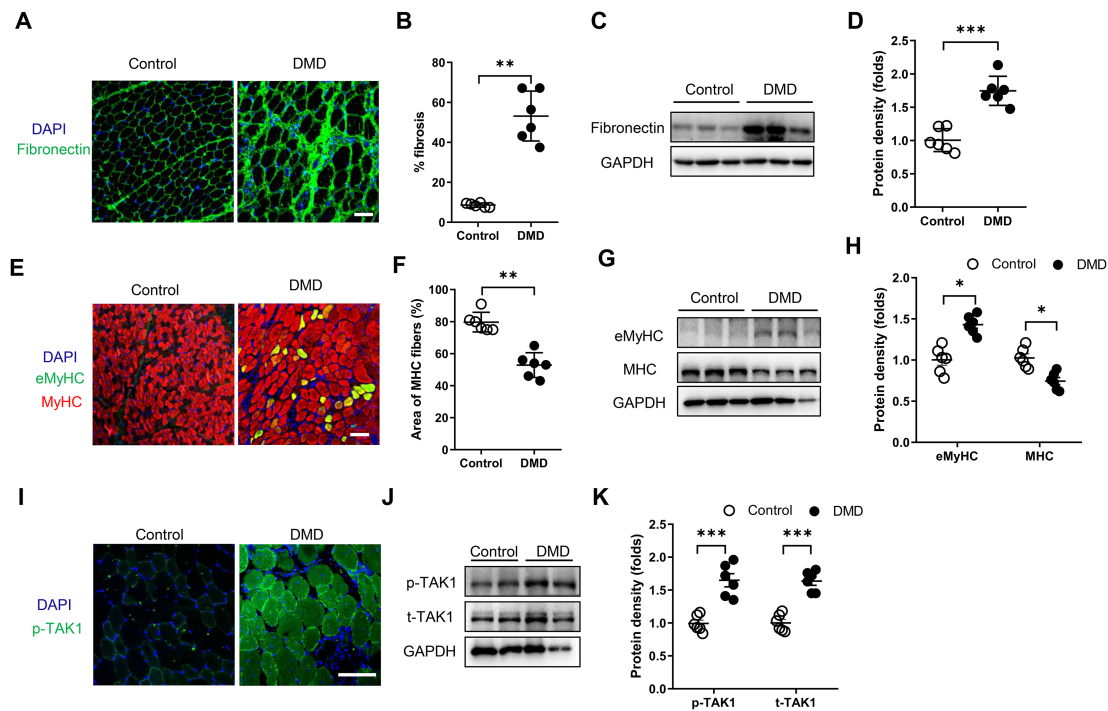 A
Control
DMD
DAPI
Fibronectin
B
% fibrosis
80
60
40
20
0
**
Control
DMD
C
Control
DMD
Fibronectin
GAPDH
D
Protein density (folds)
2.5
2.0
1.5
1.0
0.5
0.0
***
Control
DMD
E
Control
DMD
DAPI
eMyHC
MyHC
F
Area of MHC fibers (%)
100
80
60
40
20
0
**
Control
DMD
G
Control
DMD
eMyHC
MHC
GAPDH
H
Control
DMD
Protein density (folds)
2.0
1.5
1.0
0.5
0.0
*
*
eMyHC
MHC
I
Control
DMD
DAPI
p-TAK1
J
Control
DMD
p-TAK1
t-TAK1
GAPDH
K
Control
DMD
Protein density (folds)
2.5
2.0
1.5
1.0
0.5
0.0
***
***
p-TAK1
t-TAK1